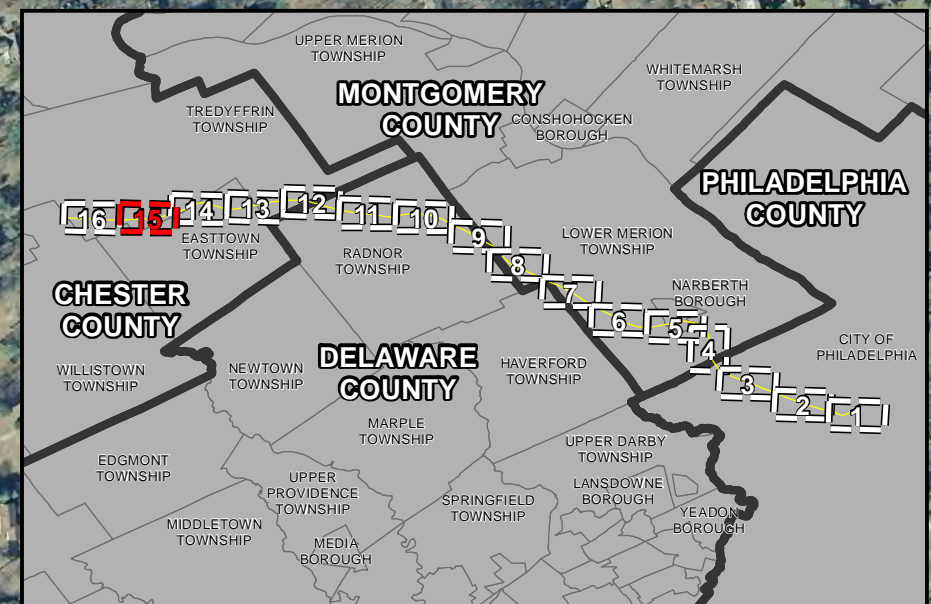 UPPER MERION
TOWNSHIP
WHITEMARSH
TOWNSHIP
MONTGOMERY
COUNTY
TREDYFFRIN
TOWNSHIP
CONSHOHOCKEN
BOROUGH
PHILADELPHIA
COUNTY
16
15
14
13
12
11
10
9
8
7
6
5
4
3
2
1
EASTTOWN
TOWNSHIP
RADNOR
TOWNSHIP
LOWER MERION
TOWNSHIP
NARBERTH
BOROUGH
CHESTER
COUNTY
CITY OF
PHILADELPHIA
WILLISTOWN
TOWNSHIP
NEWTOWN
TOWNSHIP
DELAWARE
COUNTY
HAVERFORD
TOWNSHIP
MARPLE
TOWNSHIP
UPPER DARBY
TOWNSHIP
EDGMONT
TOWNSHIP
UPPER
PROVIDENCE
TOWNSHIP
SPRINGFIELD
TOWNSHIP
LANSDOWNE
BOROUGH
YEADON
BOROUGH
MIDDLETOWN
TOWNSHIP
MEDIA
BOROUGH